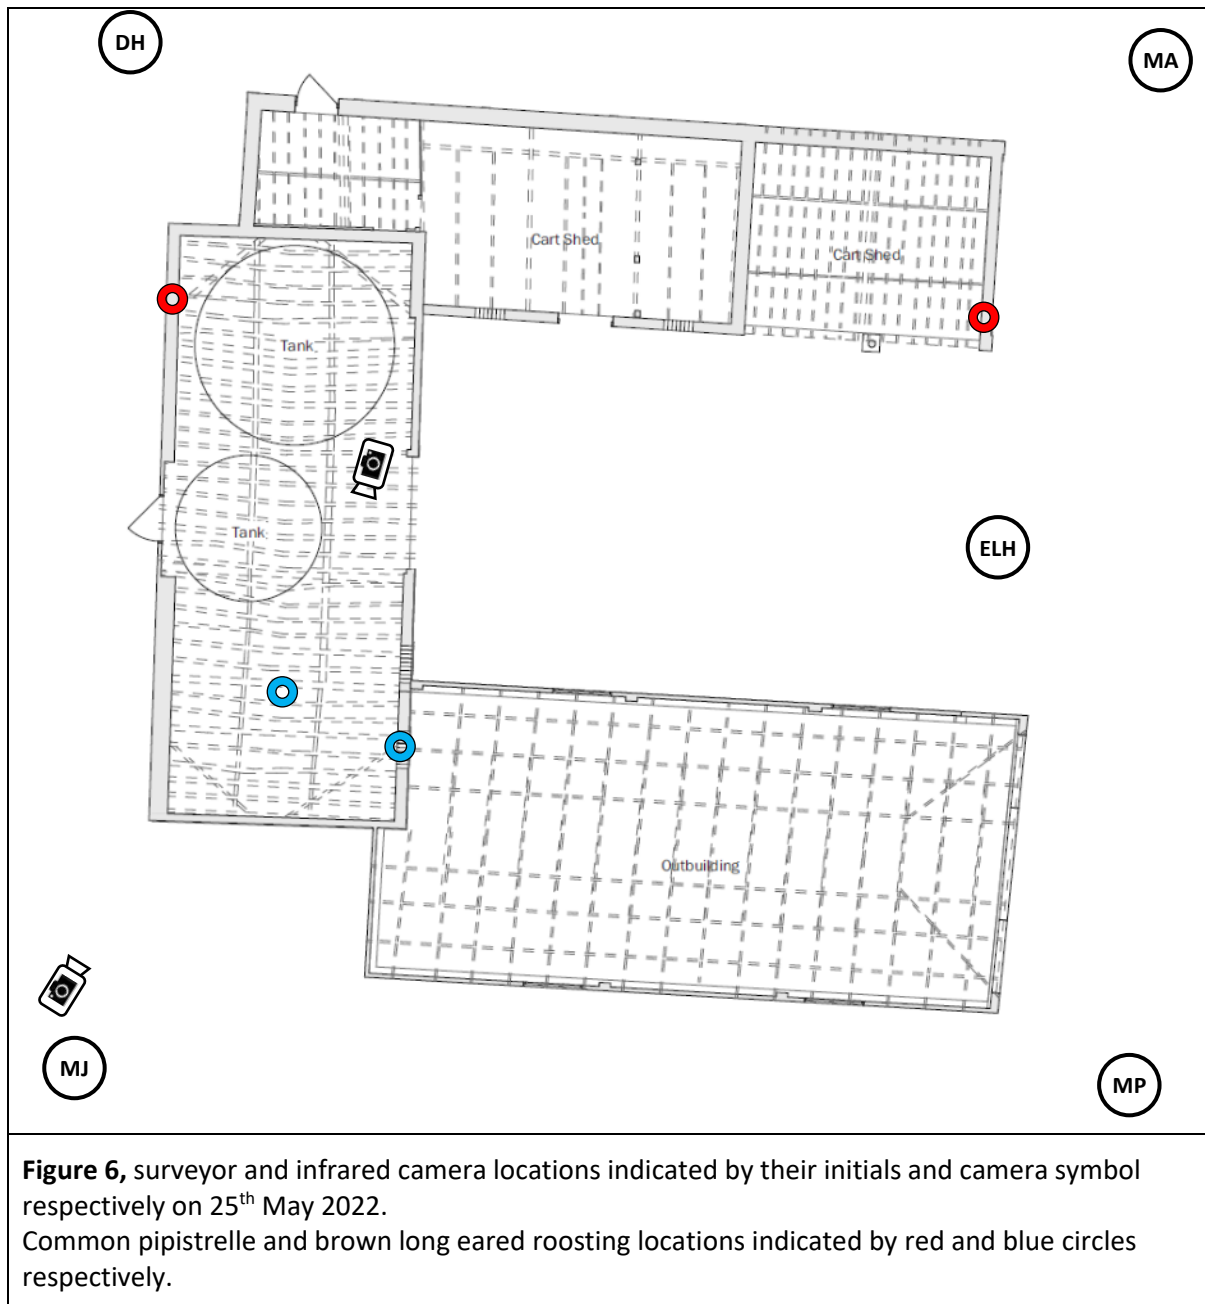 DH
MA
Cart Shed
Cart Shed
Tank
Tank
ELH
Outbuilding
MJ
MP
Figure 6, surveyor and infrared camera locations indicated by their initials and camera symbol
respectively on 25th May 2022.
Common pipistrelle and brown long eared roosting locations indicated by red and blue circles
respectively.